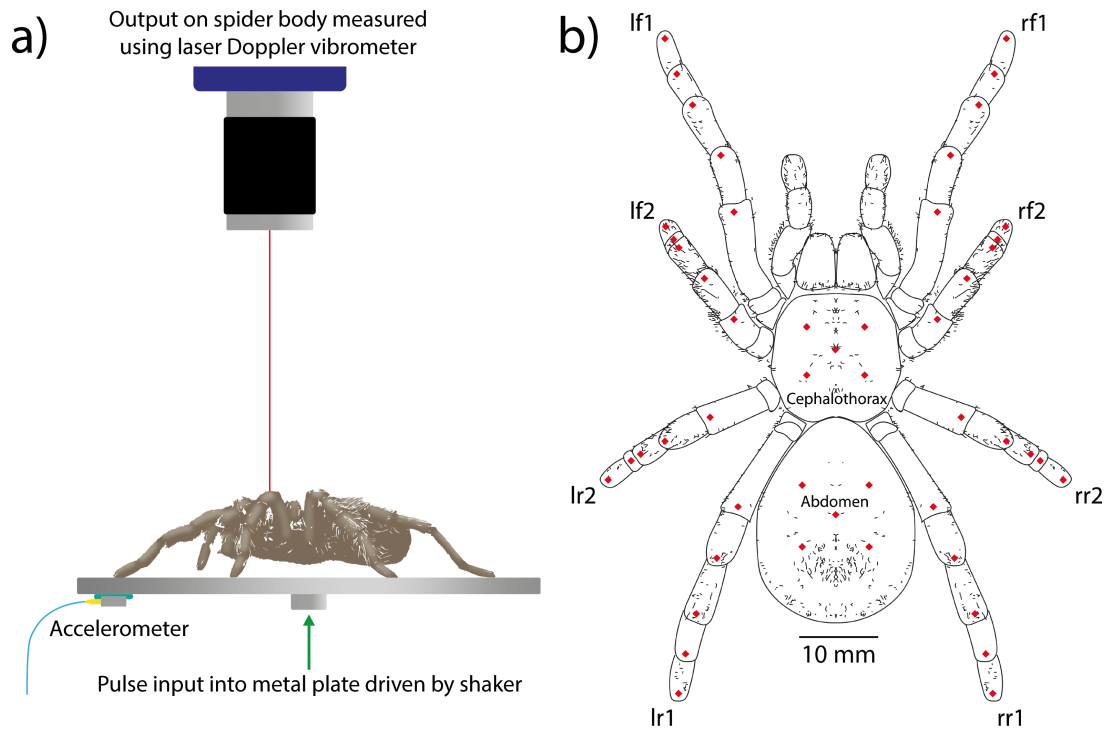 a)
Output on spider body measured
using laser Doppler vibrometer
Accelerometer
Pulse input into metal plate driven by shaker
b)
lf1
rf1
lf2
rf2
Cephalothorax
lr2
rr2
Abdomen
10 mm
lr1
rr1